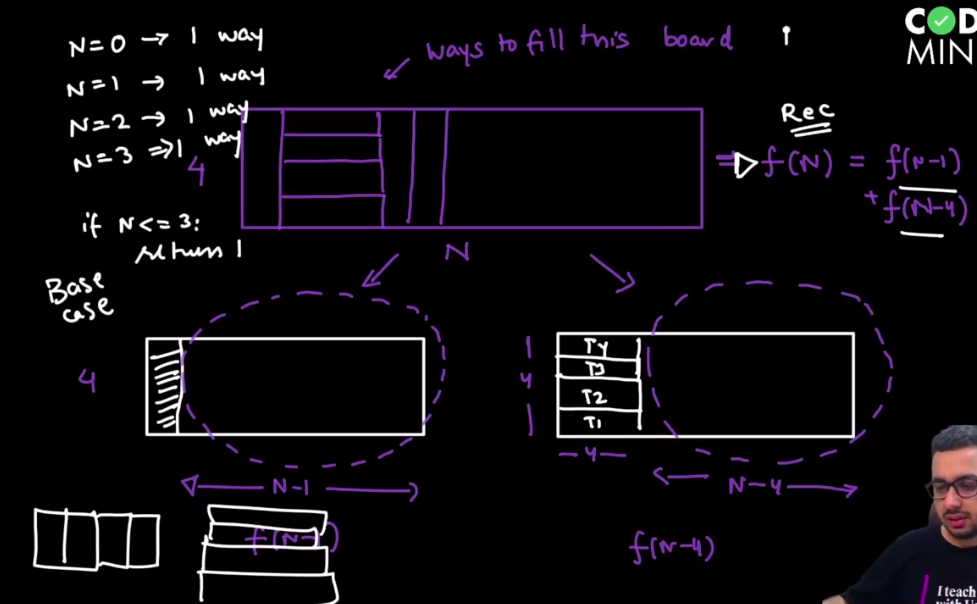 COD
MIN
N=0 → 1 way
N=1 → 1 way
N=2 → 1 way
N=3 ⇒ 1 way
ways to fill this board
4
N
Rec
f(N) = f(N-1)
+ f(N-4)
if N<=3:
return 1
Base
case
4
N-1
f(N-1)
4
T4
T3
T2
T1
4
N-4
f(N-4)
I teach
with